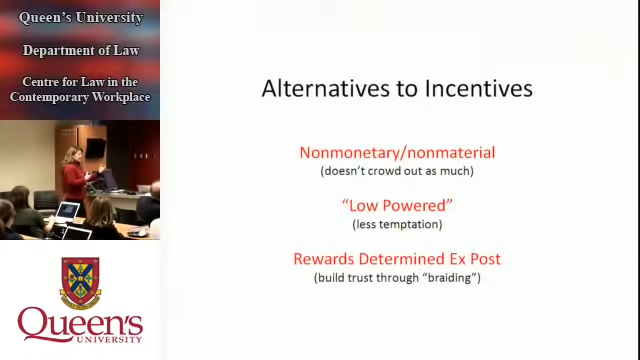 Queen's University
Department of Law
Centre for Law in the
Contemporary Workplace
Queen's
UNIVERSITY
Alternatives to Incentives
Nonmonetary/nonmaterial
(doesn't crowd out as much)
"Low Powered"
(less temptation)
Rewards Determined Ex Post
(build trust through "braiding")